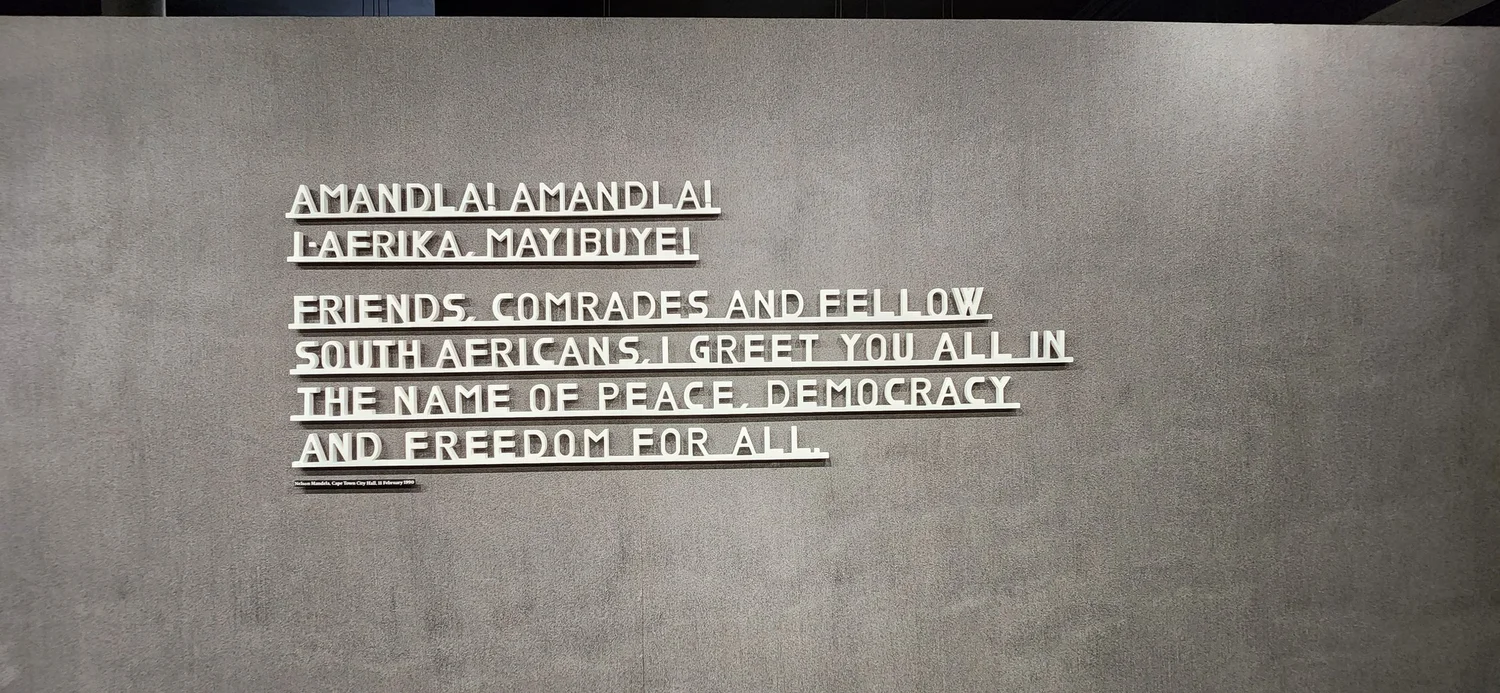 AMANDLA! AMANDLA!
I-AFRIKA, MAYIBUYE!
FRIENDS, COMRADES AND FELLOW
SOUTH AFRICANS, I GREET YOU ALL IN
THE NAME OF PEACE, DEMOCRACY
AND FREEDOM FOR ALL.
Nelson Mandela, Cape Town City Hall, 11 February 1990